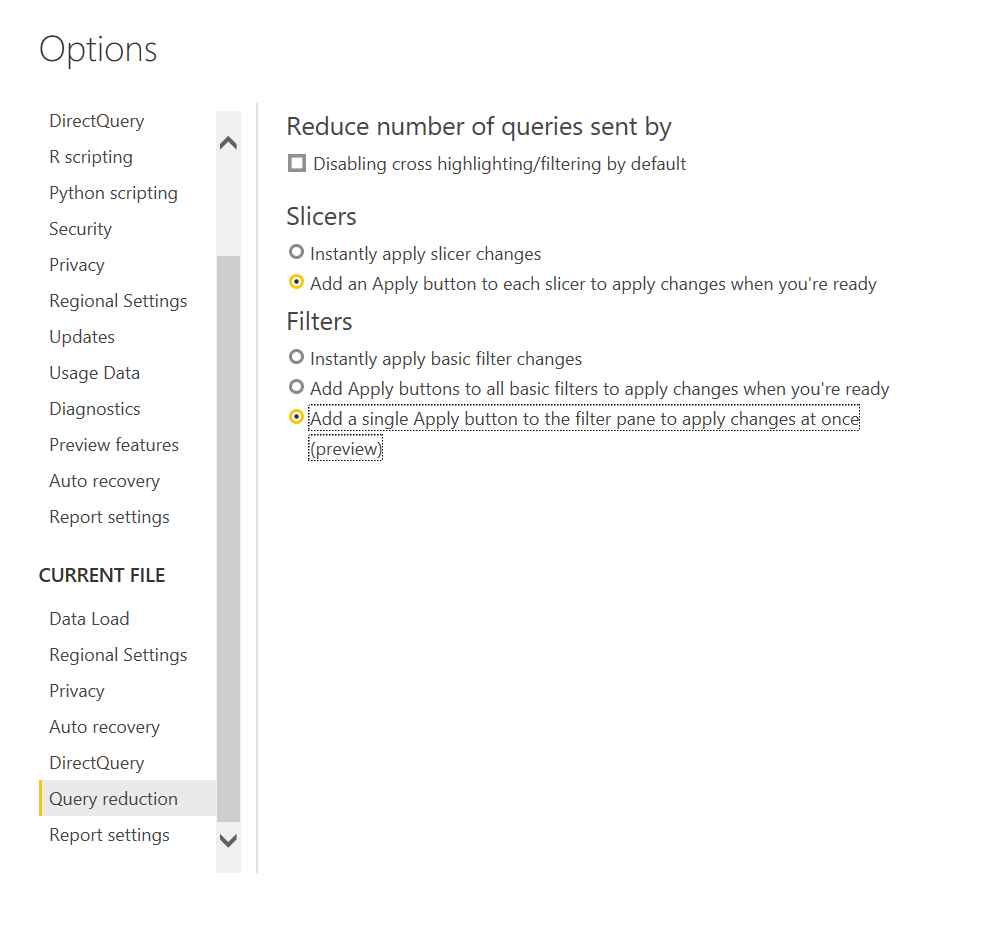 Options
DirectQuery
R scripting
Python scripting
Security
Privacy
Regional Settings
Updates
Usage Data
Diagnostics
Preview features
Auto recovery
Report settings
CURRENT FILE
Data Load
Regional Settings
Privacy
Auto recovery
DirectQuery
Query reduction
Report settings
Reduce number of queries sent by
Disabling cross highlighting/filtering by default
Slicers
Instantly apply slicer changes
Add an Apply button to each slicer to apply changes when you're ready
Filters
Instantly apply basic filter changes
Add Apply buttons to all basic filters to apply changes when you're ready
Add a single Apply button to the filter pane to apply changes at once
(preview)